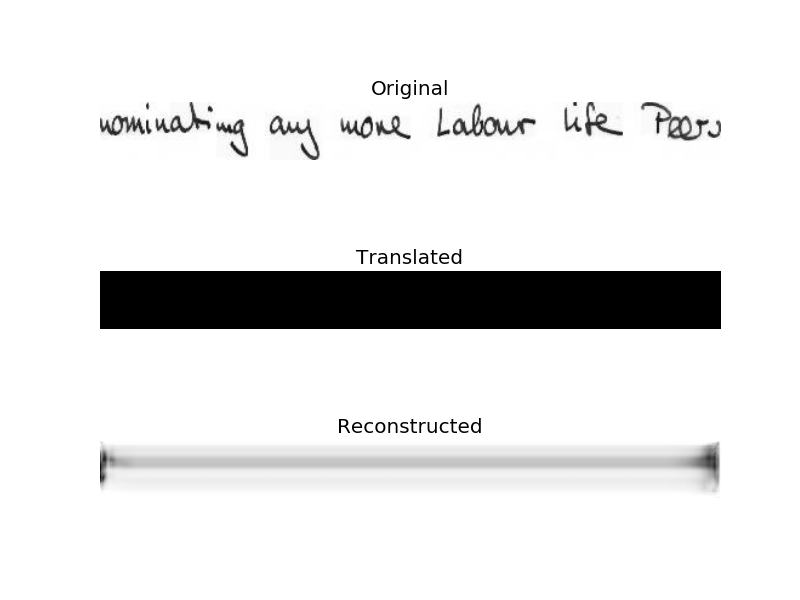 Original
nominating any more Labour life Peers
Translated
Reconstructed